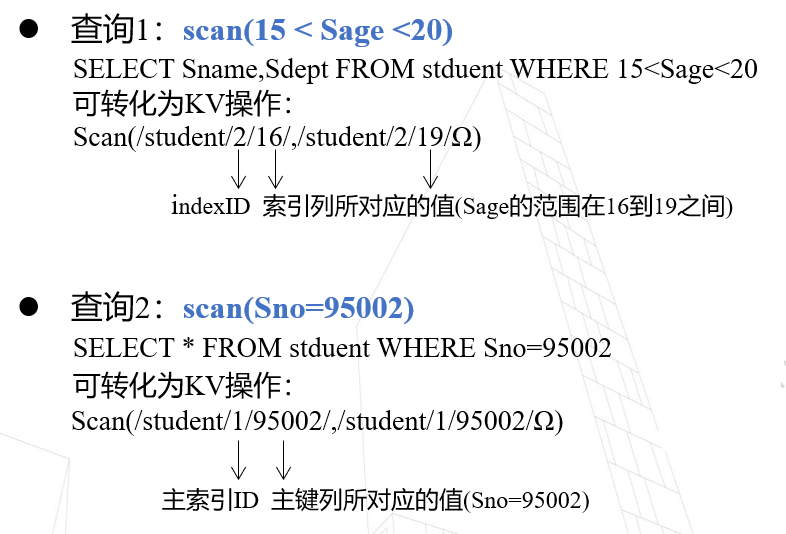 查询1：scan(15 < Sage <20)
SELECT Sname,Sdept FROM stduent WHERE 15<Sage<20
可转化为KV操作：
Scan(/student/2/16/,/student/2/19/Ω)
indexID 索引列所对应的值(Sage的范围在16到19之间)
查询2：scan(Sno=95002)
SELECT * FROM stduent WHERE Sno=95002
可转化为KV操作：
Scan(/student/1/95002/,/student/1/95002/Ω)
主索引ID 主键列所对应的值(Sno=95002)